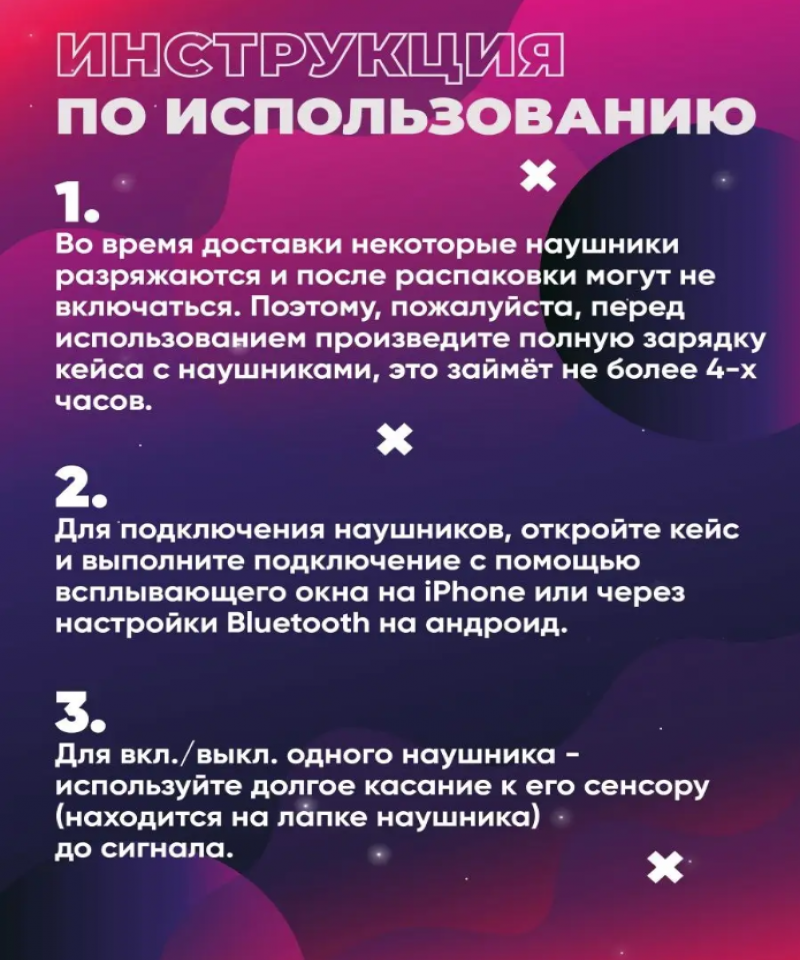 ИНСТРУКЦИЯ
ПО ИСПОЛЬЗОВАНИЮ
1.
Во время доставки некоторые наушники
разряжаются и после распаковки могут не
включаться. Поэтому, пожалуйста, перед
использованием произведите полную зарядку
кейса с наушниками, это займёт не более 4-х
часов.
2.
Для подключения наушников, откройте кейс
и выполните подключение с помощью
всплывающего окна на iPhone или через
настройки Bluetooth на андроид.
3.
Для вкл./выкл. одного наушника –
используйте долгое касание к его сенсору
(находится на лапке наушника)
до сигнала.